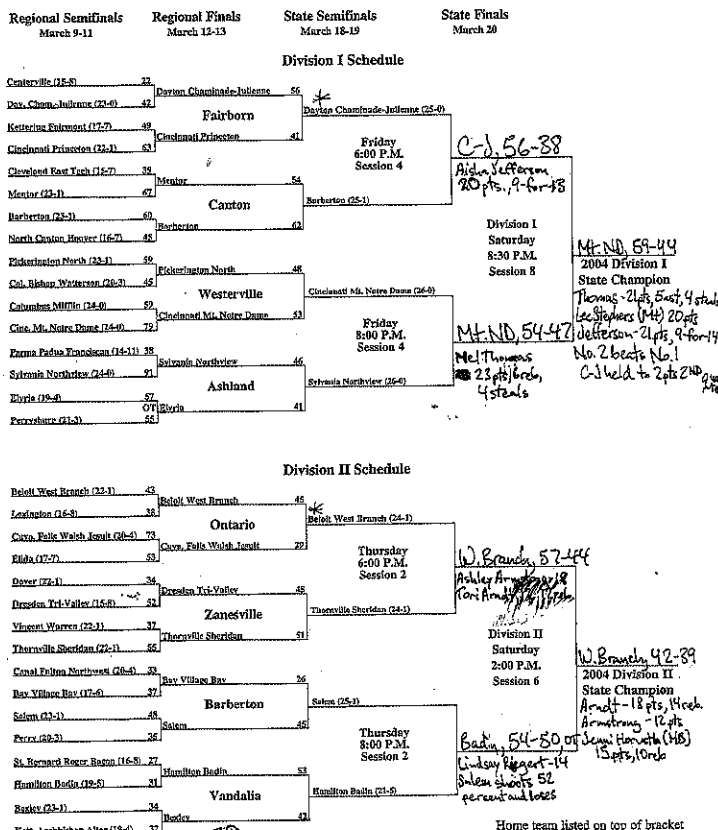 Regional Semifinals
March 9-11
Regional Finals
March 12-13
State Semifinals
March 18-19
State Finals
March 20
Division I Schedule
Centerville (15-8) 22
Day. Cham.-Julienne (23-0) 42
Kettering Fairmont (17-7) 49
Cincinnati Princeton (22-1) 63
Cleveland East Tech (15-7) 39
Mentor (23-1) 67
Barberton (23-1) 60
North Canton Hoover (16-7) 48
Pickerington North (23-1) 59
Col. Bishop Watterson (20-3) 45
Columbus Mifflin (24-0) 59
Cinc. Mt. Notre Dame (24-0) 79
Parma Padua Franciscan (14-11) 38
Sylvania Northview (24-0) 91
Elyria (19-4) 57
OT
Perrysburg (21-3) 55
Dayton Chaminade-Julienne 56
Fairborn
Cincinnati Princeton 41
Mentor 54
Canton
Barberton 62
Pickerington North 48
Westerville
Cincinnati Mt. Notre Dame 53
Sylvania Northview 46
Ashland
Elyria 41
Dayton Chaminade-Julienne (25-0)
Friday
6:00 P.M.
Session 4
Barberton (25-1)
Cincinnati Mt. Notre Dame (26-0)
Friday
8:00 P.M.
Session 4
Sylvania Northview (26-0)
C-J, 56-38
Aisha Jefferson
20 pts., 9-for-13
Division I
Saturday
8:30 P.M.
Session 8
Mt. ND, 54-47
Mel Thomas
23 pts/6 reb,
4 steals
Mt. ND, 59-44
2004 Division I
State Champion
Thomas - 21 pts, 5 ast, 4 steals
Lee Stephens (Mt) 20 pts
Jefferson - 21 pts, 9-for-14
No. 2 beats No. 1
C-J held to 2 pts 2ND
Division II Schedule
Beloit West Branch (22-1) 43
Lexington (16-8) 38
Cuya. Falls Walsh Jesuit (20-4) 73
Elida (17-7) 53
Dover (22-1) 34
Dresden Tri-Valley (15-8) 52
Vincent Warren (22-1) 37
Thornville Sheridan (22-1) 55
Canal Fulton Northwest (20-4) 33
Bay Village Bay (17-6) 37
Salem (23-1) 48
Perry (20-3) 36
St. Bernard Roger Bacon (16-8) 27
Hamilton Badin (19-5) 31
Bexley (23-1) 34
Kett. Archbishop Alter (18-4) 32
Beloit West Branch 45
Ontario
Cuya. Falls Walsh Jesuit 29
Dresden Tri-Valley 48
Zanesville
Thornville Sheridan 51
Bay Village Bay 26
Barberton
Salem 45
Hamilton Badin 53
Vandalia
Bexley 42
Beloit West Branch (24-1)
Thursday
6:00 P.M.
Session 2
Thornville Sheridan (24-1)
Salem (25-1)
Thursday
8:00 P.M.
Session 2
Hamilton Badin (21-5)
W. Branch, 57-44
Ashley Armstrong 18
Tori Arndt
Division II
Saturday
2:00 P.M.
Session 6
Badin, 54-50, OT
Lindsay Riegert-14
Salem shoots 52
percent and loses
W. Branch 42-39
2004 Division II
State Champion
Arndt - 18 pts, 14 reb.
Armstrong - 12 pts
Jenni Horvath (HB)
15 pts, 10 reb
Home team listed on top of bracket